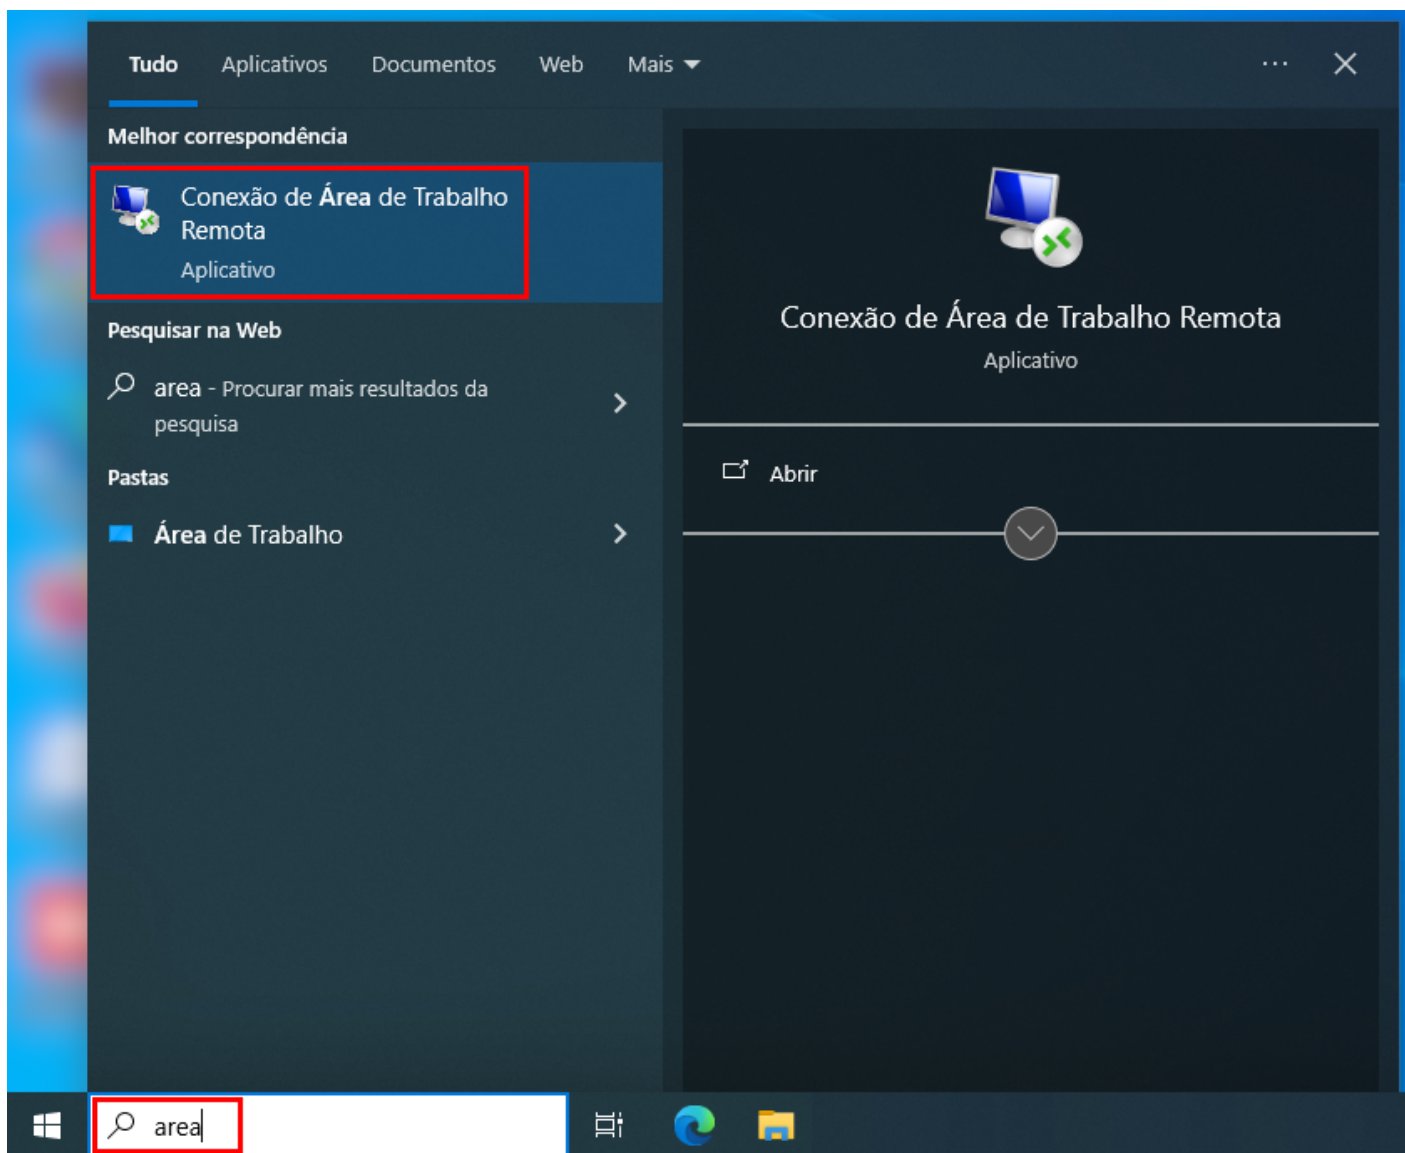 Tudo Aplicativos Documentos Web Mais
Melhor correspondência
Conexão de Área de Trabalho
Remota
Aplicativo
Pesquisar na Web
area - Procurar mais resultados da
pesquisa
Pastas
Área de Trabalho
Conexão de Área de Trabalho Remota
Aplicativo
Abrir
area